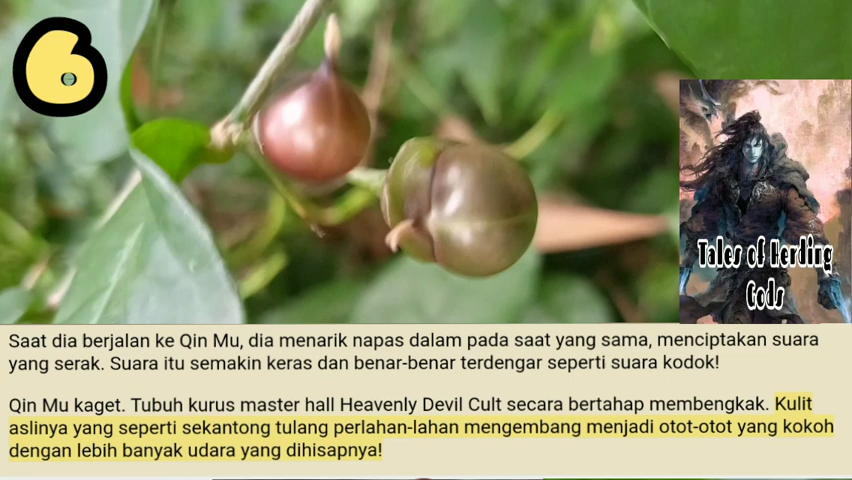 6
Tales of Herding
Gods
Saat dia berjalan ke Qin Mu, dia menarik napas dalam pada saat yang sama, menciptakan suara
yang serak. Suara itu semakin keras dan benar-benar terdengar seperti suara kodok!
Qin Mu kaget. Tubuh kurus master hall Heavenly Devil Cult secara bertahap membengkak. Kulit
aslinya yang seperti sekantong tulang perlahan-lahan mengembang menjadi otot-otot yang kokoh
dengan lebih banyak udara yang dihisapnya!